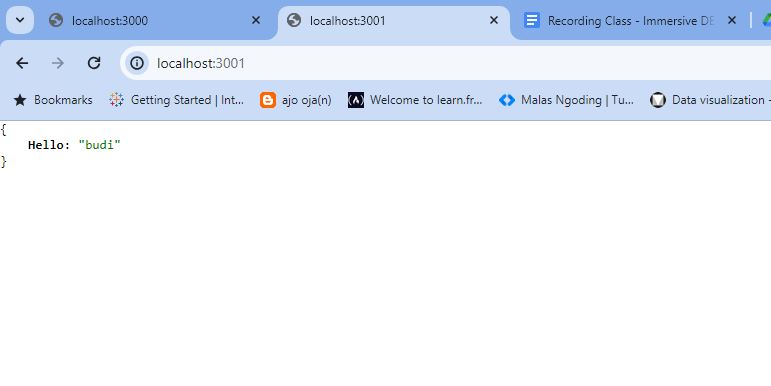 localhost:3000 localhost:3001 Recording Class - Immersive DE
localhost:3001
Bookmarks Getting Started | Int... ajo oja(n) Welcome to learn.fr... Malas Ngoding | Tu... Data visualization -
{
Hello: "budi"
}